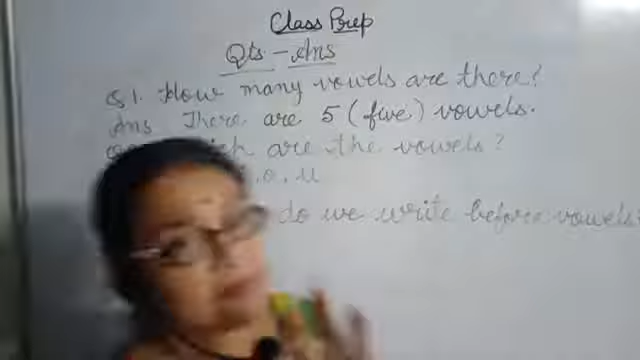 Class Prep
Qts - Ans
Q1. How many vowels are there?
Ans There are 5 (five) vowels.
are the vowels?
o, u
do we write before vowels